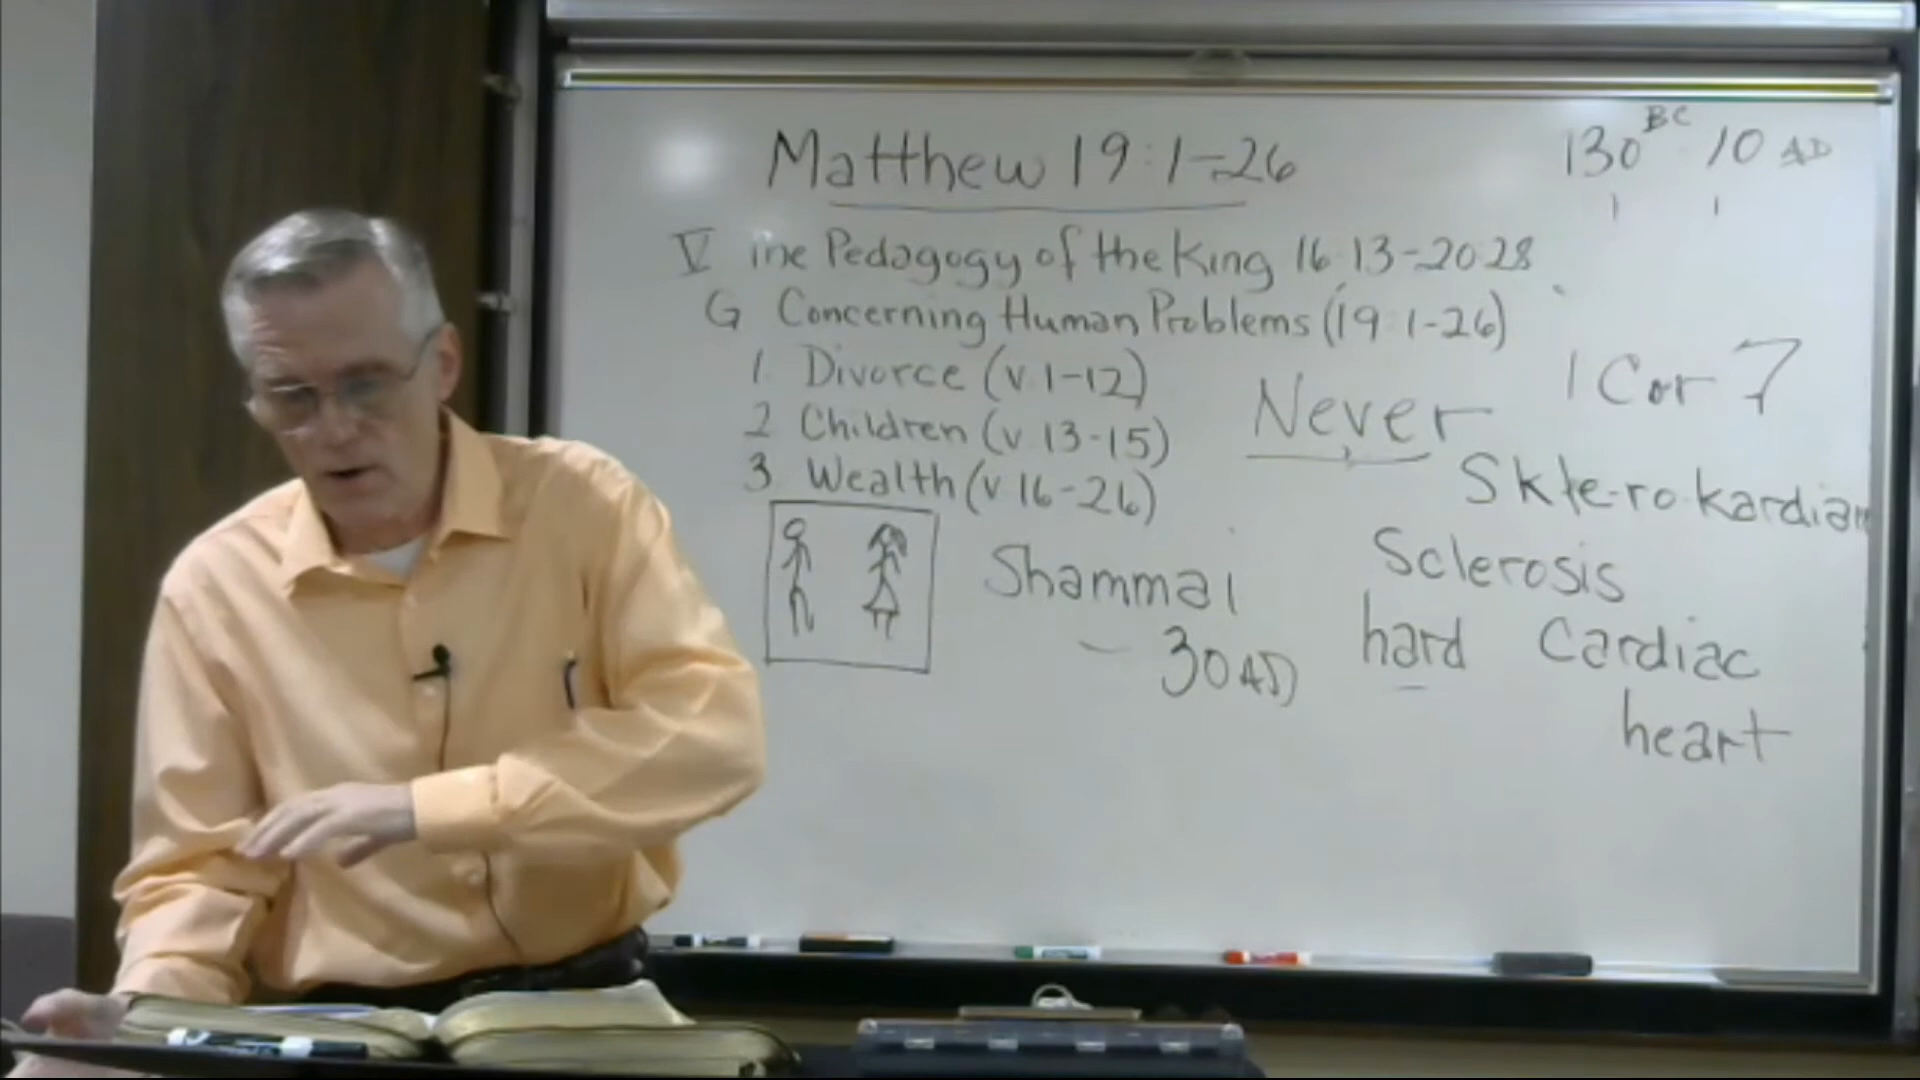 Matthew 19:1-26
130 BC 10 AD
V The Pedagogy of the King 16 13-20 28
G Concerning Human Problems (19 1-26)
1 Divorce (v 1-12)
2 Children (v 13-15)
3 Wealth (v 16-26)
Never
1 Cor 7
Skle-ro-kardian
Shammai
- 30 AD
Sclerosis
hard Cardiac
heart